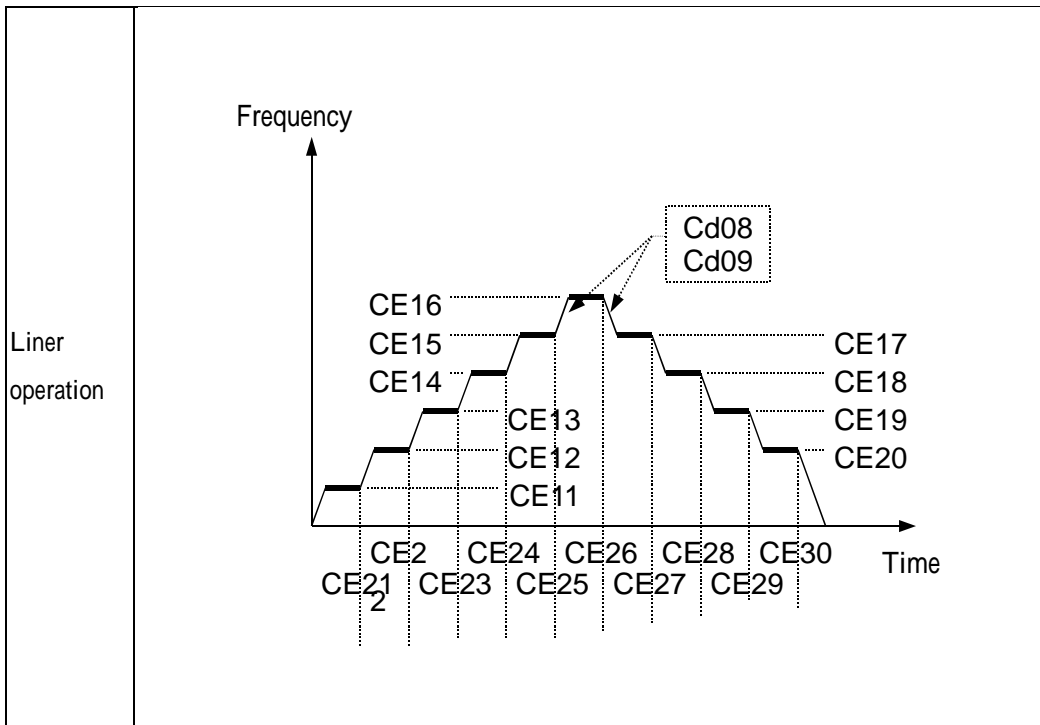 Liner
operation
Frequency
Cd08
Cd09
CE16
CE15
CE14
CE13
CE12
CE11
CE17
CE18
CE19
CE20
CE2
2
CE24
CE26
CE28
CE30
CE21
CE23
CE25
CE27
CE29
Time